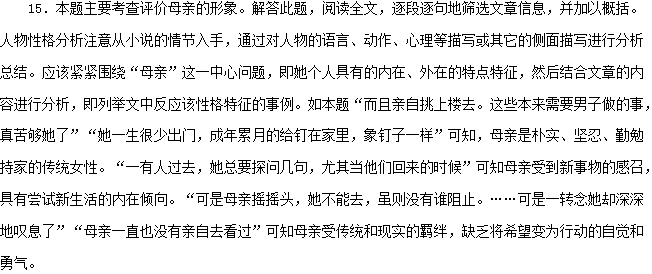 15．本题主要考查评价母亲的形象。解答此题，阅读全文，逐段逐句地筛选文章信息，并加以概括。
人物性格分析注意从小说的情节入手，通过对人物的语言、动作、心理等描写或其它的侧面描写进行分析
总结。应该紧紧围绕“母亲”这一中心问题，即她个人具有的内在、外在的特点特征，然后结合文章的内
容进行分析，即列举文中反应该性格特征的事例。如本题“而且亲自挑上楼去。这些本来需要男子做的事，
真苦够她了”“她一生很少出门，成年累月的给钉在家里，象钉子一样”可知，母亲是朴实、坚忍、勤勉
持家的传统女性。“一有人过去，她总要探问几句，尤其当他们回来的时候”可知母亲受到新事物的感召，
具有尝试新生活的内在倾向。“可是母亲摇摇头，她不能去，虽则没有谁阻止。……可是一转念她却深深
地叹息了”“母亲一直也没有亲自去看过”可知母亲受传统和现实的羁绊，缺乏将希望变为行动的自觉和
勇气。